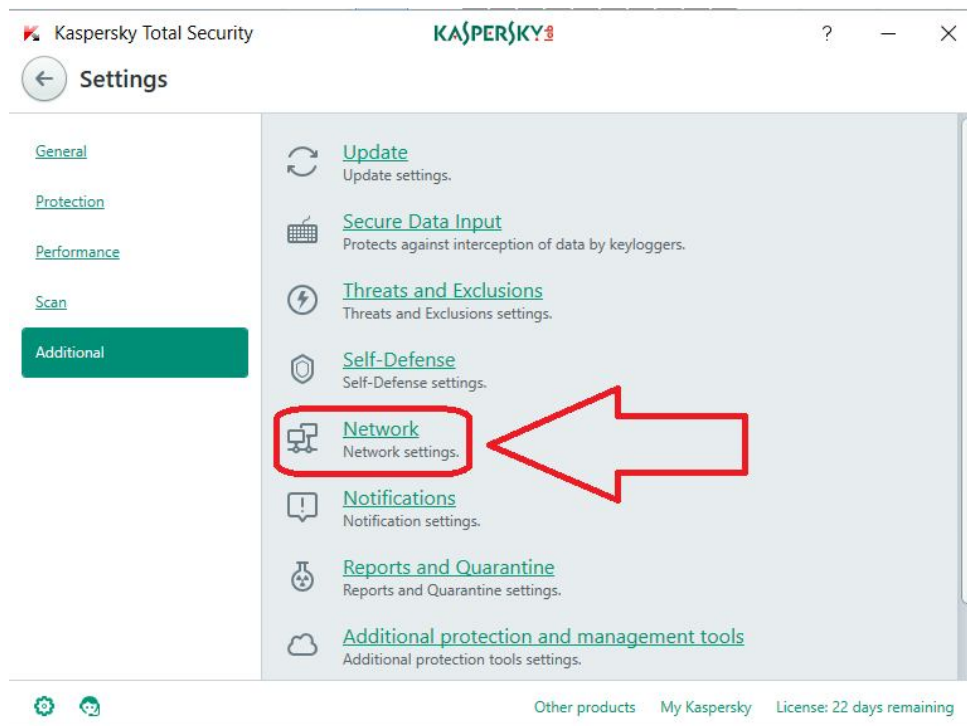 Kaspersky Total Security
KASPERSKY lab
?
Settings
General
Protection
Performance
Scan
Additional
Update
Update settings.
Secure Data Input
Protects against interception of data by keyloggers.
Threats and Exclusions
Threats and Exclusions settings.
Self-Defense
Self-Defense settings.
Network
Network settings.
Notifications
Notification settings.
Reports and Quarantine
Reports and Quarantine settings.
Additional protection and management tools
Additional protection tools settings.
Other products My Kaspersky License: 22 days remaining